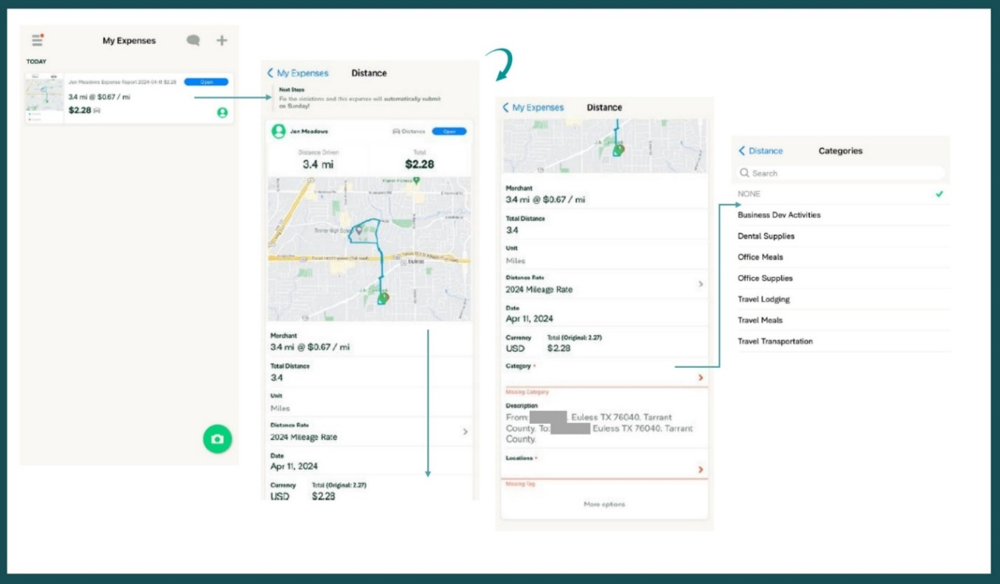 My Expenses
TODAY
Jen Meadows Expense Report 2024-04-11 $2.28
Open
3.4 mi @ $0.67 / mi
$2.28
My Expenses
Distance
Next Steps
Fix the violations and this expense will automatically submit
on Sunday!
Jen Meadows
Distance
Open
Distance Driven
Total
3.4 mi
$2.28
Trinity High School
Euless
Merchant
3.4 mi @ $0.67 / mi
Total Distance
3.4
Unit
Miles
Distance Rate
2024 Mileage Rate
Date
Apr 11, 2024
Currency
Total (Original: 2.27)
USD
$2.28
My Expenses
Distance
Merchant
3.4 mi @ $0.67 / mi
Total Distance
3.4
Unit
Miles
Distance Rate
2024 Mileage Rate
Date
Apr 11, 2024
Currency
Total (Original: 2.27)
USD
$2.28
Category *
Missing Category
Description
From: , Euless TX 76040. Tarrant
County. To: Euless TX 76040. Tarrant
County.
Locations *
Missing Tag
More options
Distance
Categories
Search
NONE
Business Dev Activities
Dental Supplies
Office Meals
Office Supplies
Travel Lodging
Travel Meals
Travel Transportation